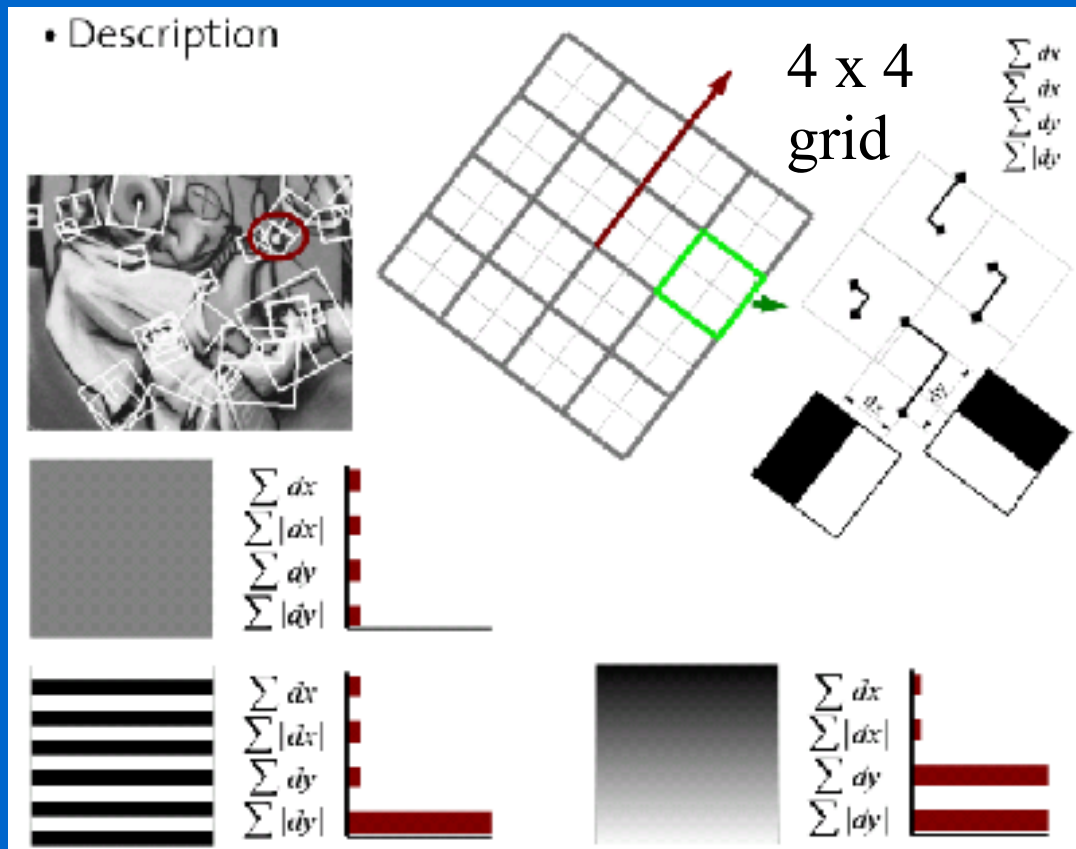 • Description
4 x 4
grid
∑ dx
∑ dx
∑ dy
∑ |dy
dx
∑ dx
∑ |dx|
∑ dy
∑ |dy|
∑ dx
∑ |dx|
∑ dy
∑ |dy|
∑ dx
∑ |dx|
∑ dy
∑ |dy|